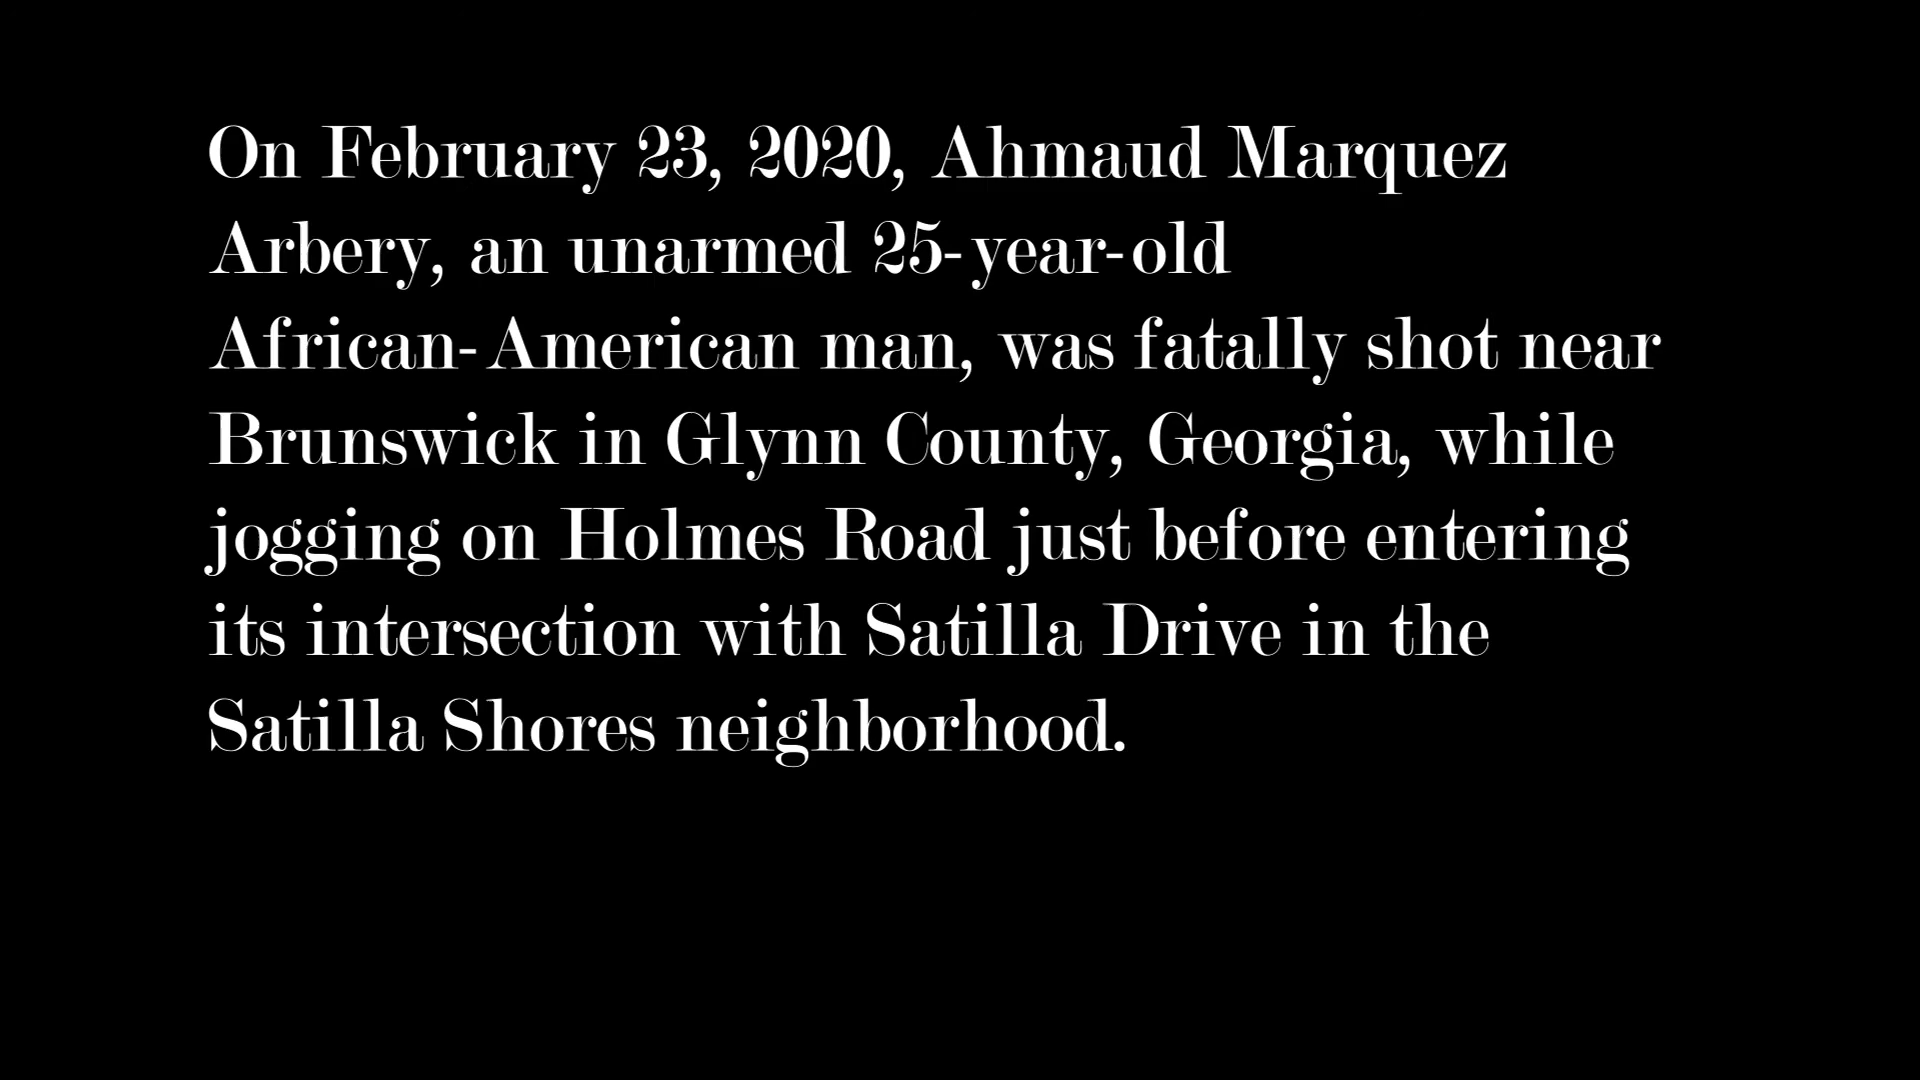 On February 23, 2020, Ahmaud Marquez
Arbery, an unarmed 25-year-old
African-American man, was fatally shot near
Brunswick in Glynn County, Georgia, while
jogging on Holmes Road just before entering
its intersection with Satilla Drive in the
Satilla Shores neighborhood.